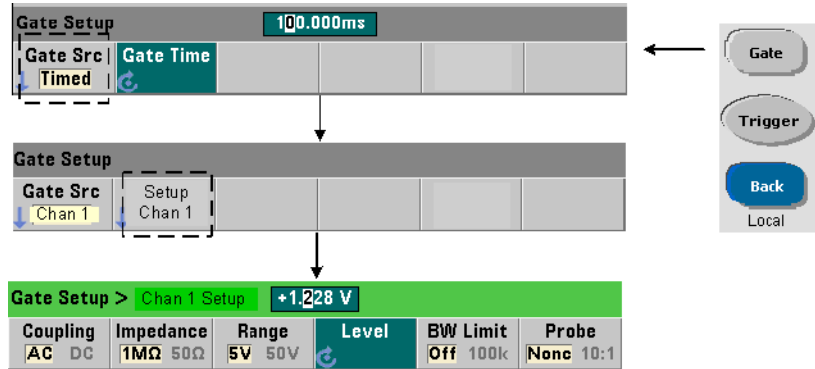 Gate Setup 100.000ms
Gate Src Gate Time
Timed
Gate
Trigger
Back
Local
Gate Setup
Gate Src Setup
Chan 1 Chan 1
Gate Setup > Chan 1 Setup +1.228 V
Coupling Impedance Range Level BW Limit Probe
AC DC 1MΩ 50Ω 5V 50V Off 100k None 10:1